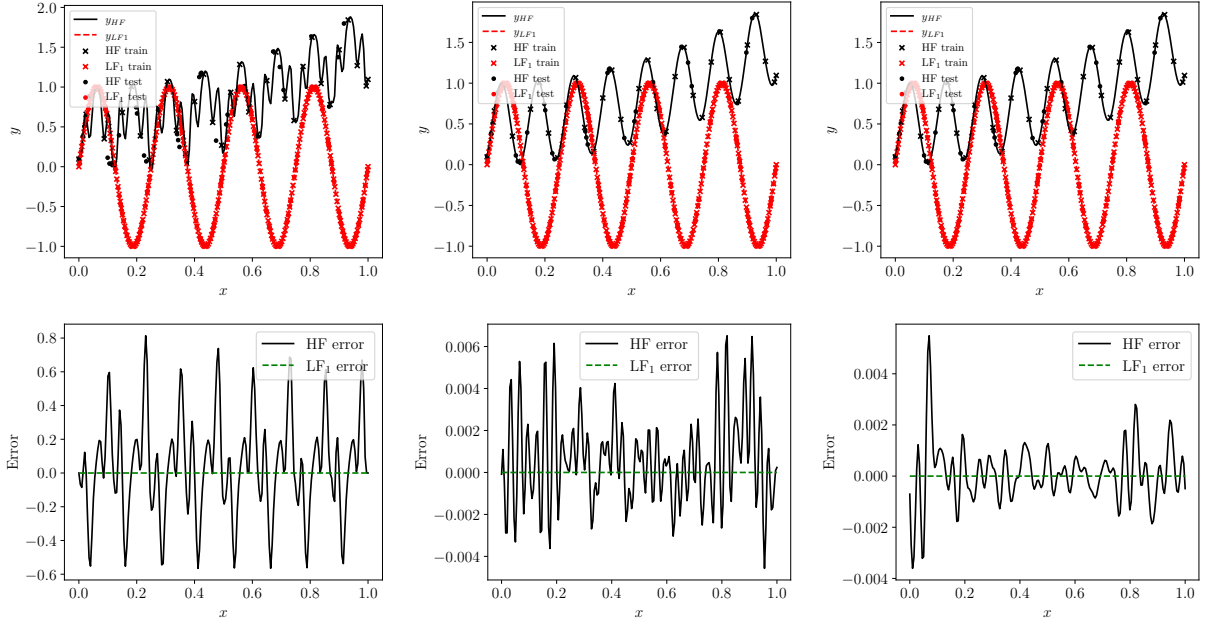 2.0
1.5
1.0
0.5
0.0
−0.5
−1.0
y
0.0 0.2 0.4 0.6 0.8 1.0
x
y_HF
y_LF1
HF train
LF₁ train
HF test
LF₁ test
1.5
1.0
0.5
0.0
−0.5
−1.0
y
0.0 0.2 0.4 0.6 0.8 1.0
x
y_HF
y_LF1
HF train
LF₁ train
HF test
LF₁ test
1.5
1.0
0.5
0.0
−0.5
−1.0
y
0.0 0.2 0.4 0.6 0.8 1.0
x
y_HF
y_LF1
HF train
LF₁ train
HF test
LF₁ test
0.8
0.6
0.4
0.2
0.0
−0.2
−0.4
−0.6
Error
0.0 0.2 0.4 0.6 0.8 1.0
x
HF error
LF₁ error
0.006
0.004
0.002
0.000
−0.002
−0.004
Error
0.0 0.2 0.4 0.6 0.8 1.0
x
HF error
LF₁ error
0.004
0.002
0.000
−0.002
−0.004
Error
0.0 0.2 0.4 0.6 0.8 1.0
x
HF error
LF₁ error